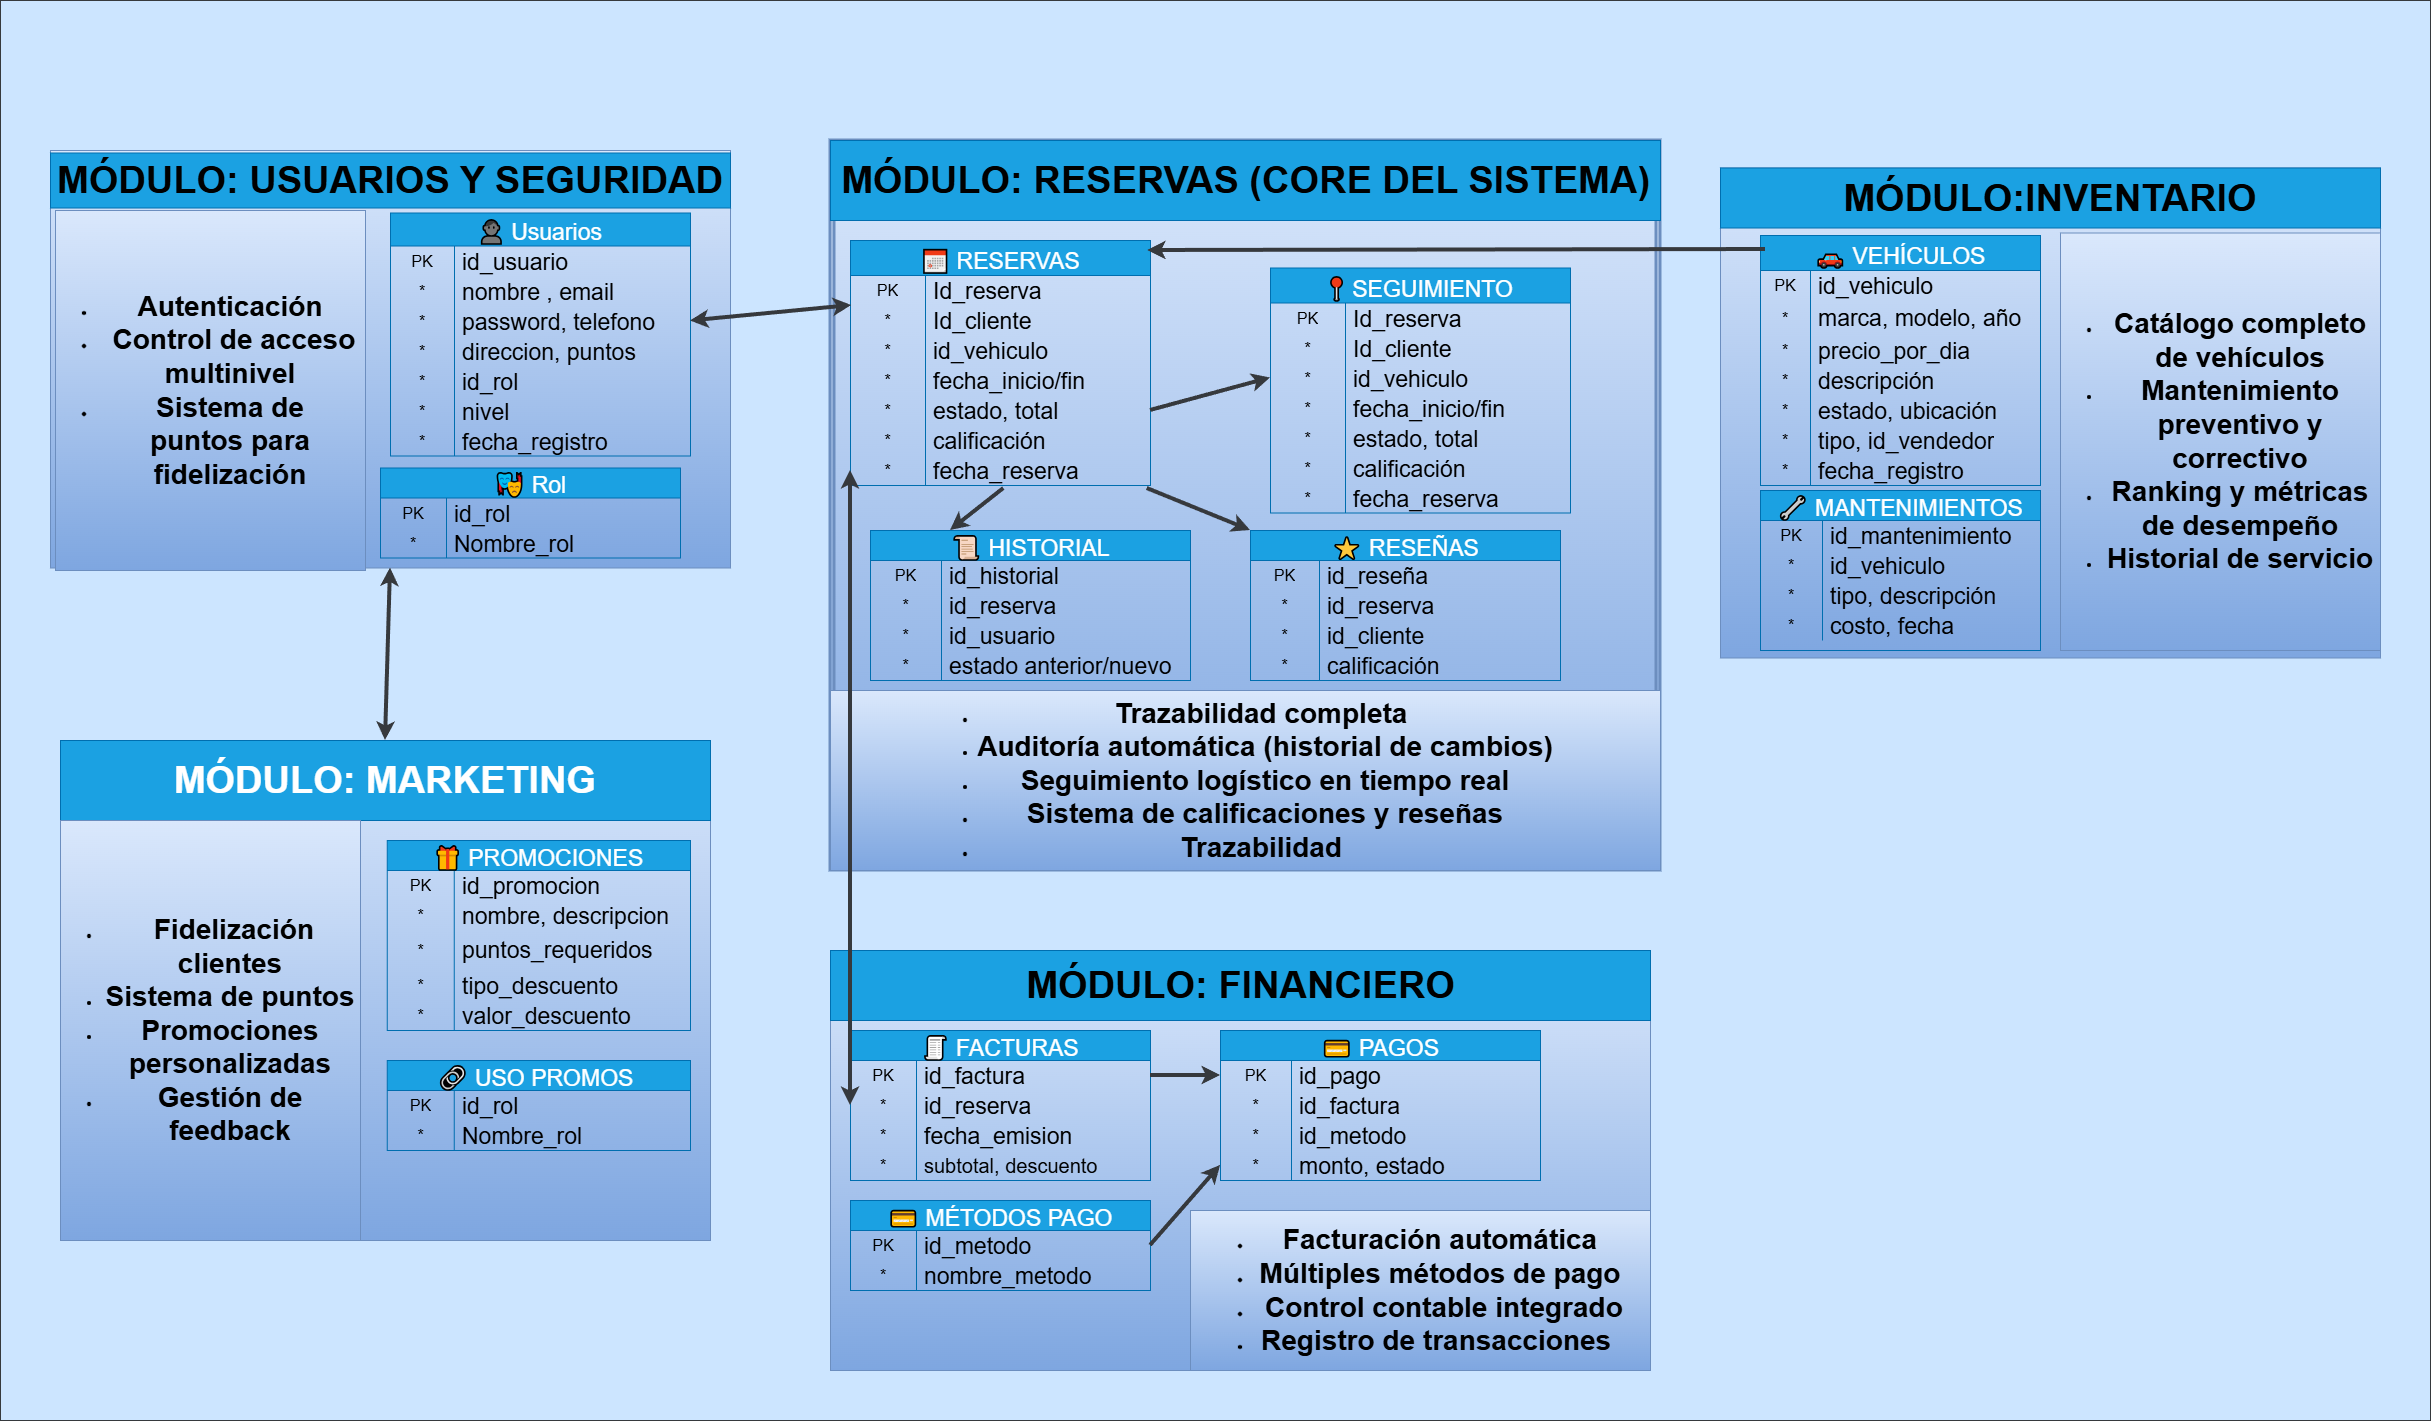 MÓDULO: USUARIOS Y SEGURIDAD
Autenticación
Control de acceso
multinivel
Sistema de
puntos para
fidelización
Usuarios
PK id_usuario
* nombre , email
* password, telefono
* direccion, puntos
* id_rol
* nivel
* fecha_registro
Rol
PK id_rol
* Nombre_rol
MÓDULO: RESERVAS (CORE DEL SISTEMA)
RESERVAS
PK Id_reserva
* Id_cliente
* id_vehiculo
* fecha_inicio/fin
* estado, total
* calificación
* fecha_reserva
SEGUIMIENTO
PK Id_reserva
* Id_cliente
* id_vehiculo
* fecha_inicio/fin
* estado, total
* calificación
* fecha_reserva
HISTORIAL
PK id_historial
* id_reserva
* id_usuario
* estado anterior/nuevo
RESEÑAS
PK id_reseña
* id_reserva
* id_cliente
* calificación
Trazabilidad completa
Auditoría automática (historial de cambios)
Seguimiento logístico en tiempo real
Sistema de calificaciones y reseñas
Trazabilidad
MÓDULO:INVENTARIO
VEHÍCULOS
PK id_vehiculo
* marca, modelo, año
* precio_por_dia
* descripción
* estado, ubicación
* tipo, id_vendedor
* fecha_registro
MANTENIMIENTOS
PK id_mantenimiento
* id_vehiculo
* tipo, descripción
* costo, fecha
Catálogo completo
de vehículos
Mantenimiento
preventivo y
correctivo
Ranking y métricas
de desempeño
Historial de servicio
MÓDULO: MARKETING
Fidelización
clientes
Sistema de puntos
Promociones
personalizadas
Gestión de
feedback
PROMOCIONES
PK id_promocion
* nombre, descripcion
* puntos_requeridos
* tipo_descuento
* valor_descuento
USO PROMOS
PK id_rol
* Nombre_rol
MÓDULO: FINANCIERO
FACTURAS
PK id_factura
* id_reserva
* fecha_emision
* subtotal, descuento
PAGOS
PK id_pago
* id_factura
* id_metodo
* monto, estado
MÉTODOS PAGO
PK id_metodo
* nombre_metodo
Facturación automática
Múltiples métodos de pago
Control contable integrado
Registro de transacciones